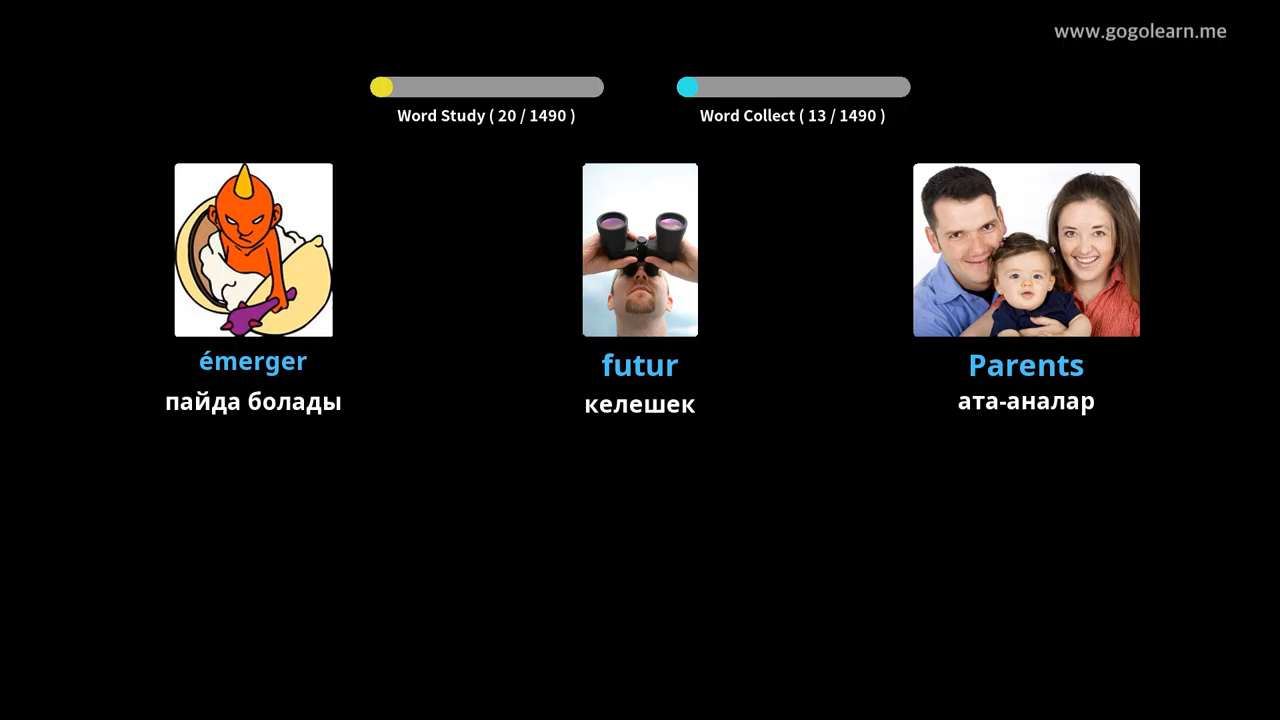 www.gogolearn.me
Word Study ( 20 / 1490 )
Word Collect ( 13 / 1490 )
émerger
futur
Parents
пайда болады
келешек
ата-аналар